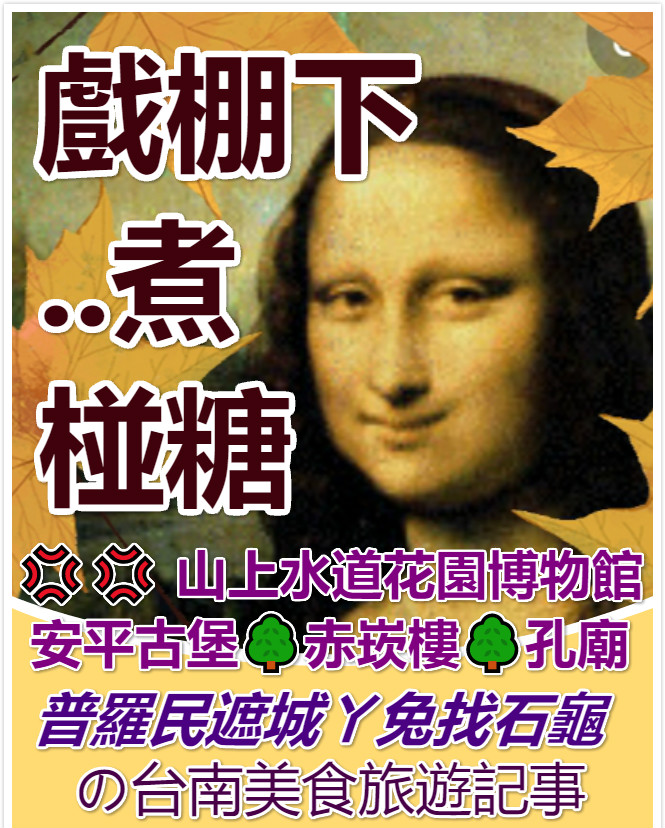 戲棚下
..煮
椪糖
山上水道花園博物館
安平古堡🌳赤崁樓🌳孔廟
普羅民遮城丫兔找石龜
の台南美食旅遊記事